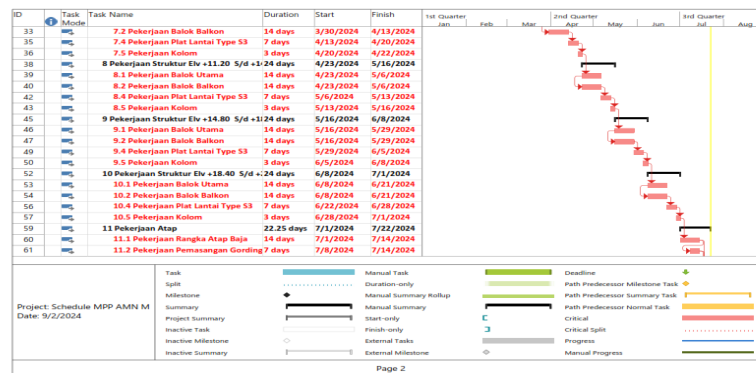 ID Task Mode Task Name Duration Start Finish 1st Quarter 2nd Quarter 3rd Quarter
Jan Feb Mar Apr May Jun Jul Aug
33 7.2 Pekerjaan Balok Balkon 14 days 3/30/2024 4/13/2024
35 7.4 Pekerjaan Plat Lantai Type S3 7 days 4/13/2024 4/20/2024
36 7.5 Pekerjaan Kolom 3 days 4/20/2024 4/22/2024
38 8 Pekerjaan Struktur Elv +11.20 S/d +1 24 days 4/23/2024 5/16/2024
39 8.1 Pekerjaan Balok Utama 14 days 4/23/2024 5/6/2024
40 8.2 Pekerjaan Balok Balkon 14 days 4/23/2024 5/6/2024
42 8.4 Pekerjaan Plat Lantai Type S3 7 days 5/6/2024 5/13/2024
43 8.5 Pekerjaan Kolom 3 days 5/13/2024 5/16/2024
45 9 Pekerjaan Struktur Elv +14.80 S/d +1 24 days 5/16/2024 6/8/2024
46 9.1 Pekerjaan Balok Utama 14 days 5/16/2024 5/29/2024
47 9.2 Pekerjaan Balok Balkon 14 days 5/16/2024 5/29/2024
49 9.4 Pekerjaan Plat Lantai Type S3 7 days 5/29/2024 6/5/2024
50 9.5 Pekerjaan Kolom 3 days 6/5/2024 6/8/2024
52 10 Pekerjaan Struktur Elv +18.40 S/d + 24 days 6/8/2024 7/1/2024
53 10.1 Pekerjaan Balok Utama 14 days 6/8/2024 6/21/2024
54 10.2 Pekerjaan Balok Balkon 14 days 6/8/2024 6/21/2024
56 10.4 Pekerjaan Plat Lantai Type S3 7 days 6/22/2024 6/28/2024
57 10.5 Pekerjaan Kolom 3 days 6/28/2024 7/1/2024
59 11 Pekerjaan Atap 22.25 days 7/1/2024 7/22/2024
60 11.1 Pekerjaan Rangka Atap Baja 14 days 7/1/2024 7/14/2024
61 11.2 Pekerjaan Pemasangan Gording 7 days 7/8/2024 7/14/2024
Project: Schedule MPP AMN M
Date: 9/2/2024
Task Manual Task Deadline
Split Duration-only Path Predecessor Milestone Task
Milestone Manual Summary Rollup Path Predecessor Summary Task
Summary Manual Summary Path Predecessor Normal Task
Project Summary Start-only Critical
Inactive Task Finish-only Critical Split
Inactive Milestone External Tasks Progress
Inactive Summary External Milestone Manual Progress
Page 2